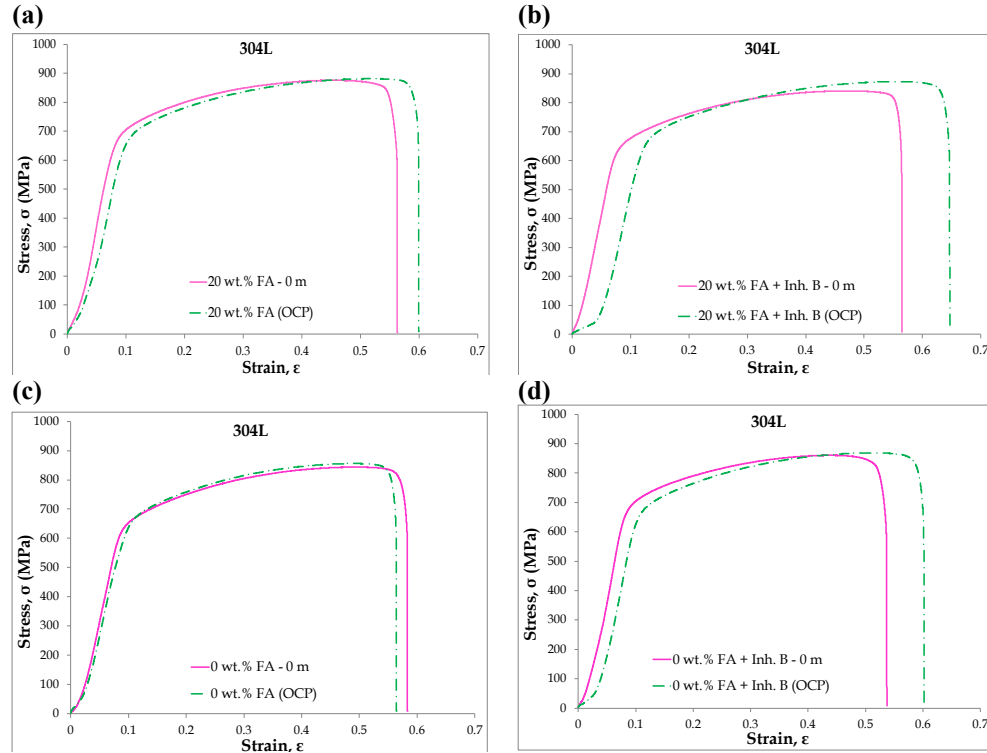 (a)
304L
1000
900
800
700
600
500
400
300
200
100
0
Stress, σ (MPa)
20 wt.% FA - 0 m
20 wt.% FA (OCP)
0 0.1 0.2 0.3 0.4 0.5 0.6 0.7
Strain, ε
(b)
304L
1000
900
800
700
600
500
400
300
200
100
0
Stress, σ (MPa)
20 wt.% FA + Inh. B - 0 m
20 wt.% FA + Inh. B (OCP)
0 0.1 0.2 0.3 0.4 0.5 0.6 0.7
Strain, ε
(c)
304L
1000
900
800
700
600
500
400
300
200
100
0
Stress, σ (MPa)
0 wt.% FA - 0 m
0 wt.% FA (OCP)
0 0.1 0.2 0.3 0.4 0.5 0.6 0.7
Strain, ε
(d)
304L
1000
900
800
700
600
500
400
300
200
100
0
Stress, σ (MPa)
0 wt.% FA + Inh. B - 0 m
0 wt.% FA + Inh. B (OCP)
0 0.1 0.2 0.3 0.4 0.5 0.6 0.7
Strain, ε